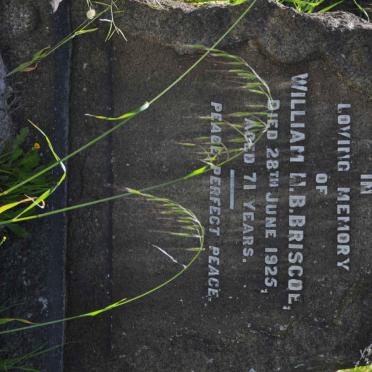 IN
LOVING MEMORY
OF
WILLIAM H.B. BRISCOE,
DIED 28TH JUNE 1925,
AGED 71 YEARS.
PEACE, PERFECT PEACE.